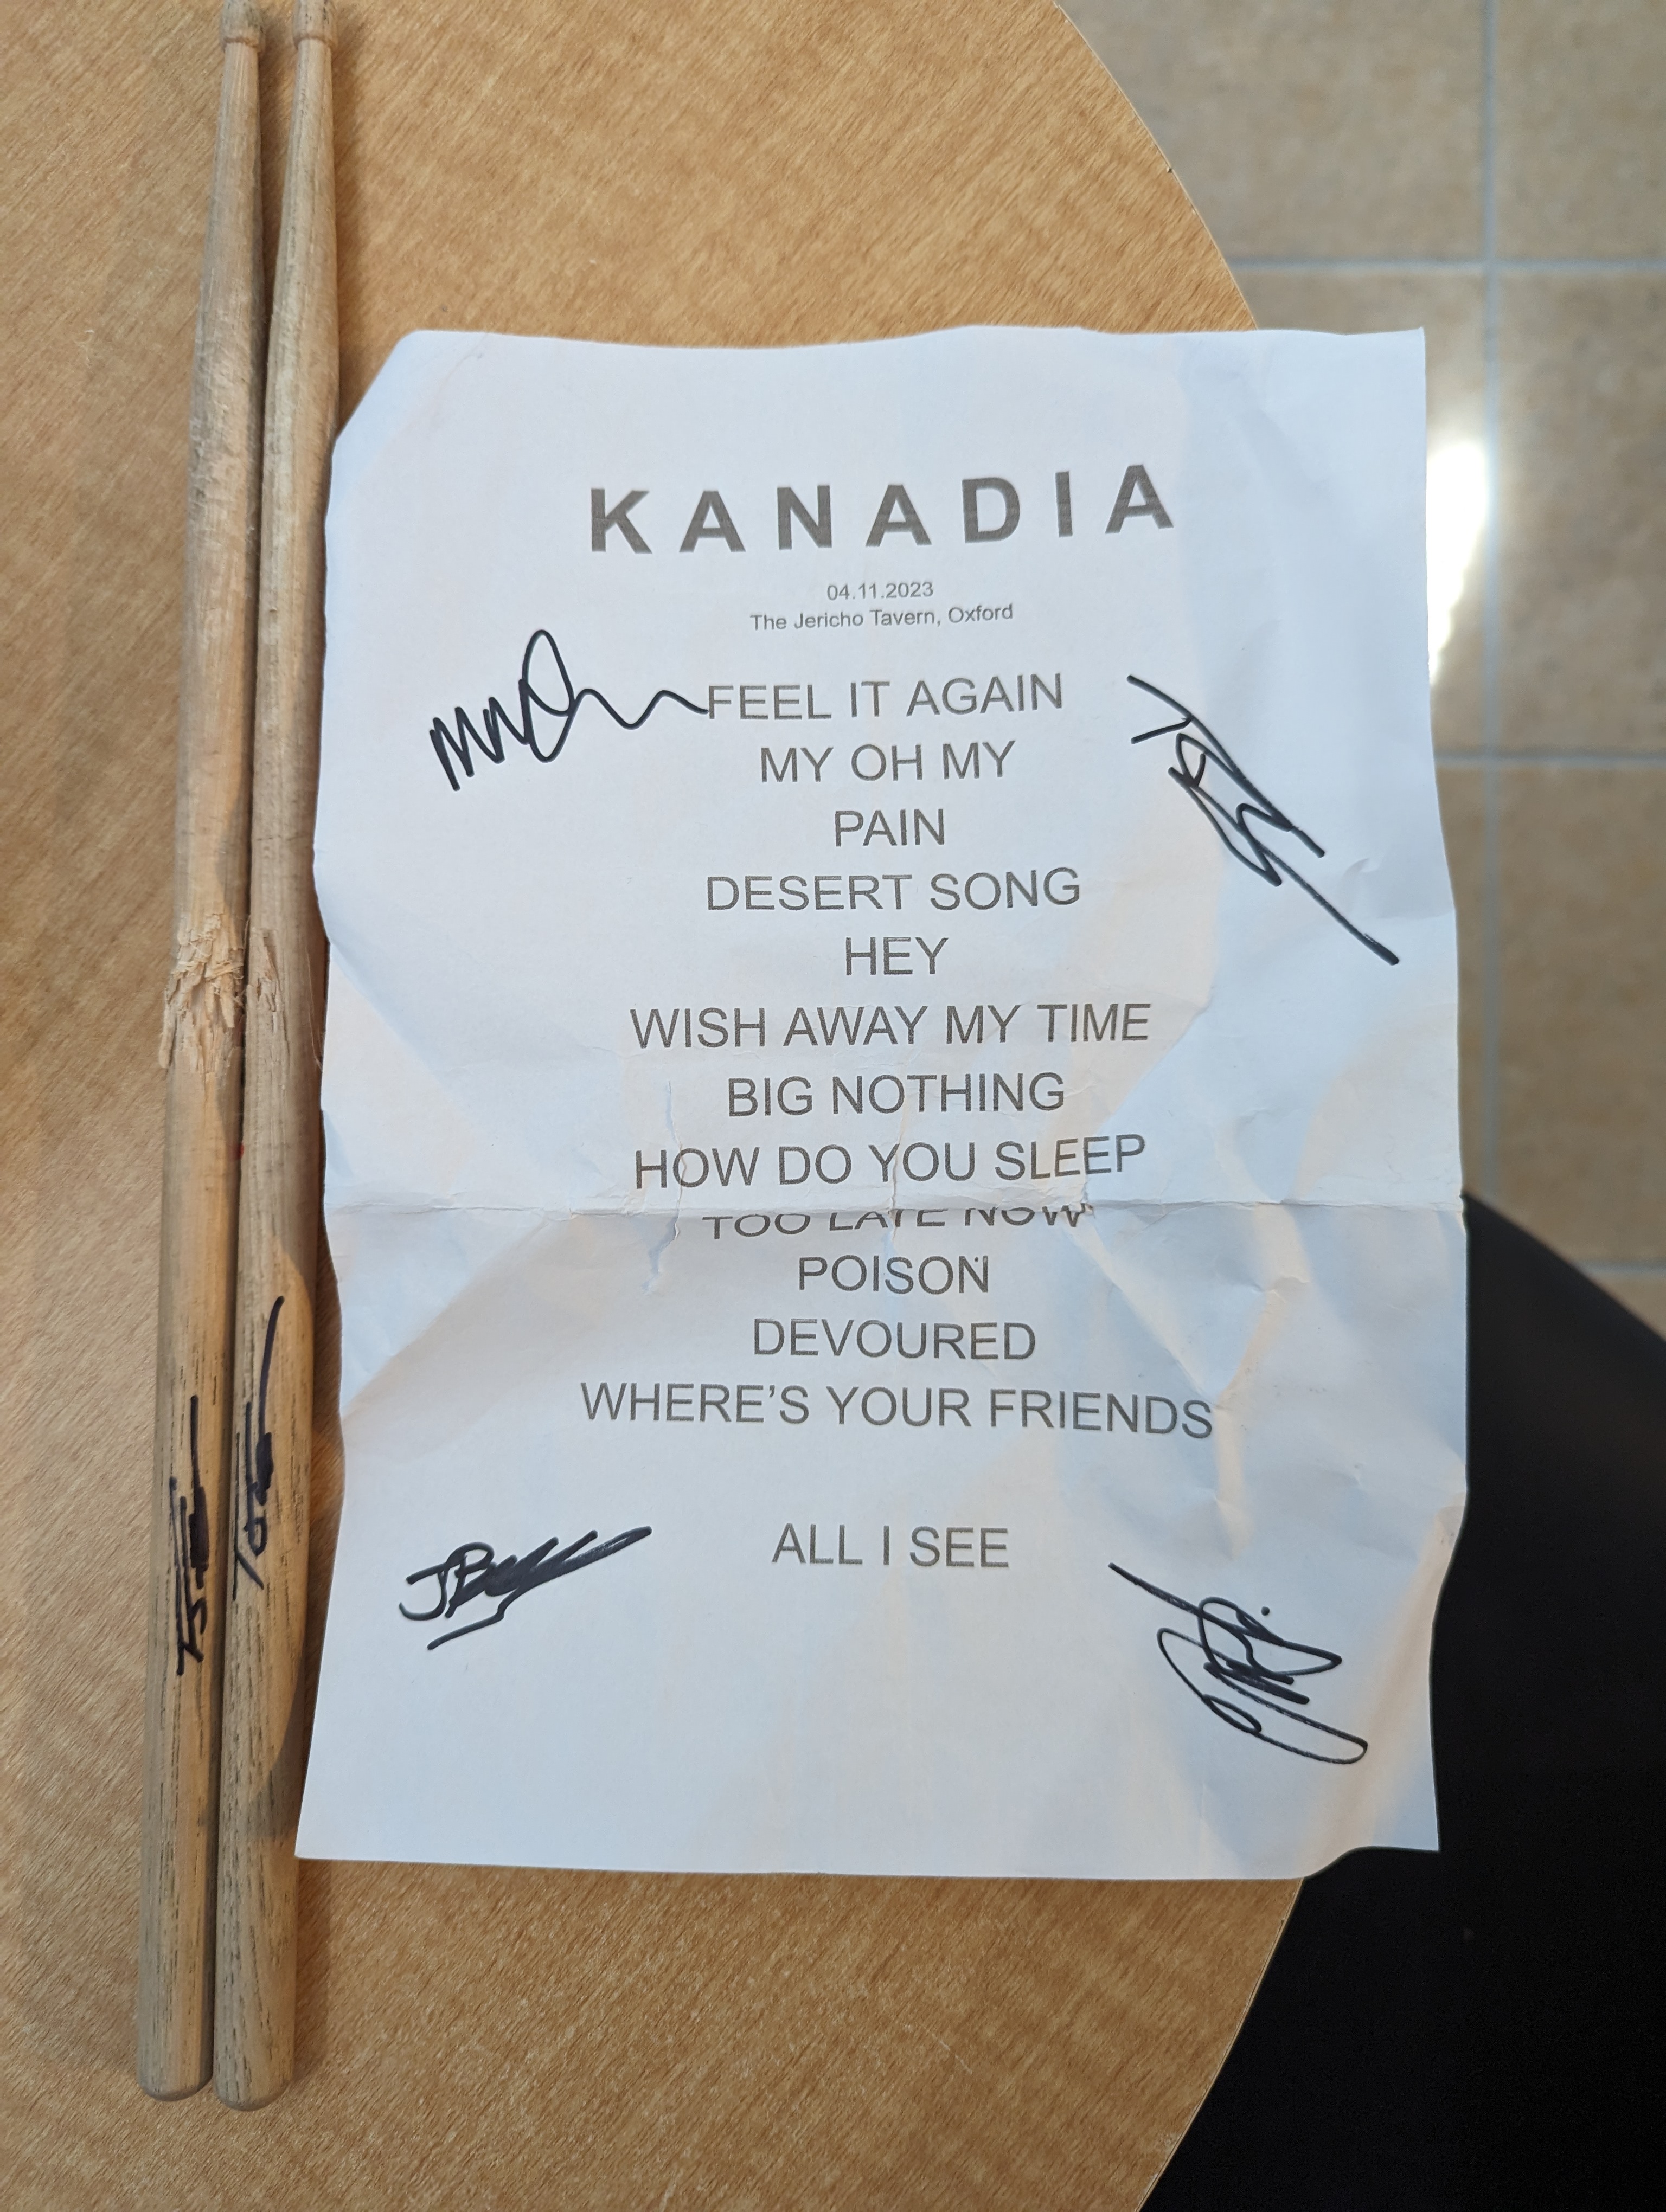 KANADIA
04.11.2023
The Jericho Tavern, Oxford
FEEL IT AGAIN
MY OH MY
PAIN
DESERT SONG
HEY
WISH AWAY MY TIME
BIG NOTHING
HOW DO YOU SLEEP
TOO LATE NOW
POISON
DEVOURED
WHERE'S YOUR FRIENDS
ALL I SEE